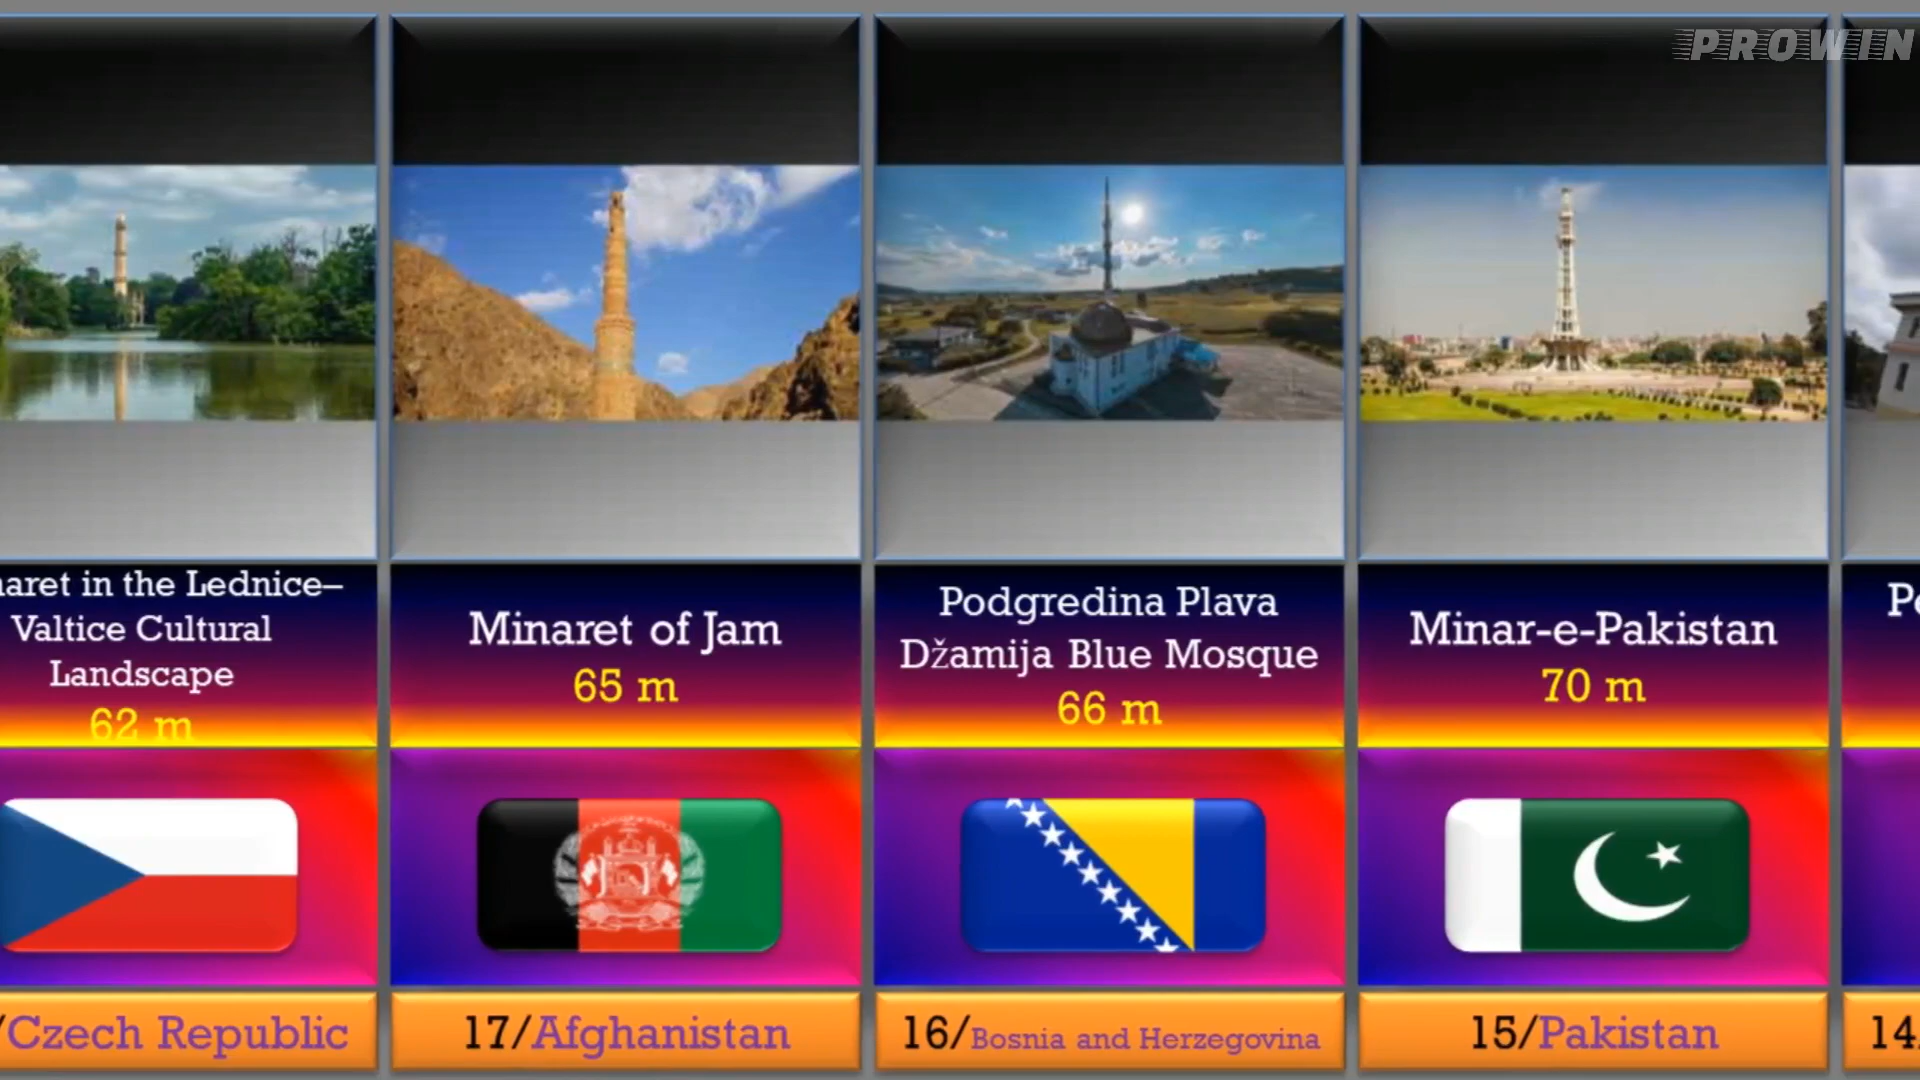 PROWIN
Lednice–
in the
Valtice Cultural
Landscape
62 m
Czech Republic
Minaret of Jam
65 m
17/Afghanistan
Podgredina Plava
Džamija Blue Mosque
66 m
16/Bosnia and Herzegovina
Minar-e-Pakistan
70 m
15/Pakistan
14